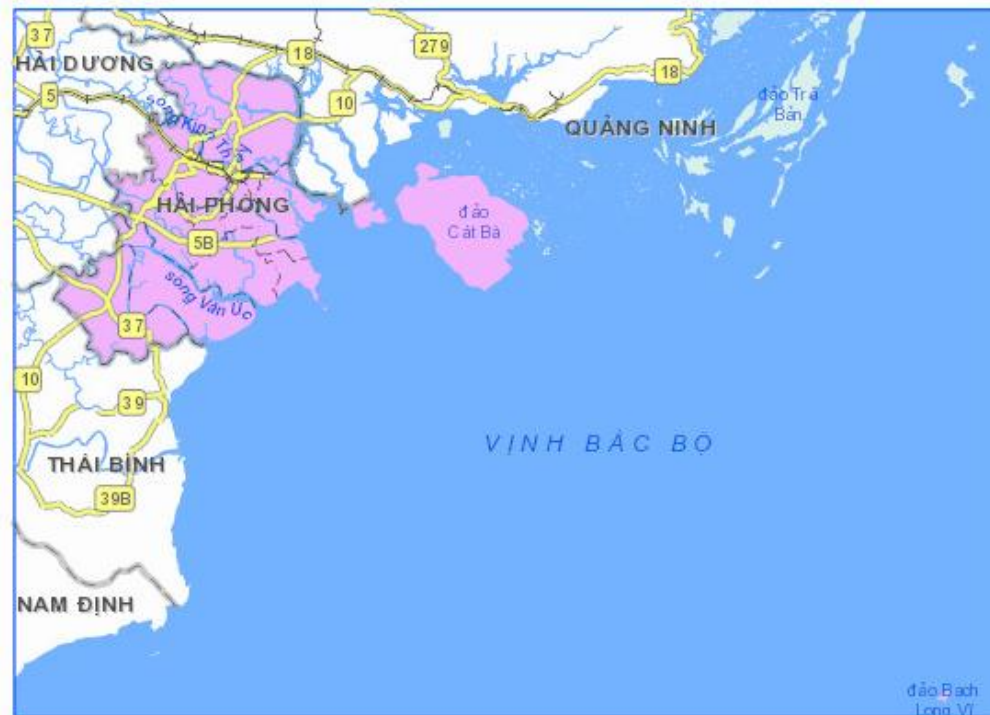 37
HẢI DƯƠNG
18
279
18
5
10
đảo Trà
Bản
QUẢNG NINH
sông Kinh Thầy
HẢI PHÒNG
đảo
Cát Bà
5B
sông Văn Úc
37
10
39
VỊNH BẮC BỘ
THÁI BÌNH
39B
NAM ĐỊNH
đảo Bạch
Long Vĩ